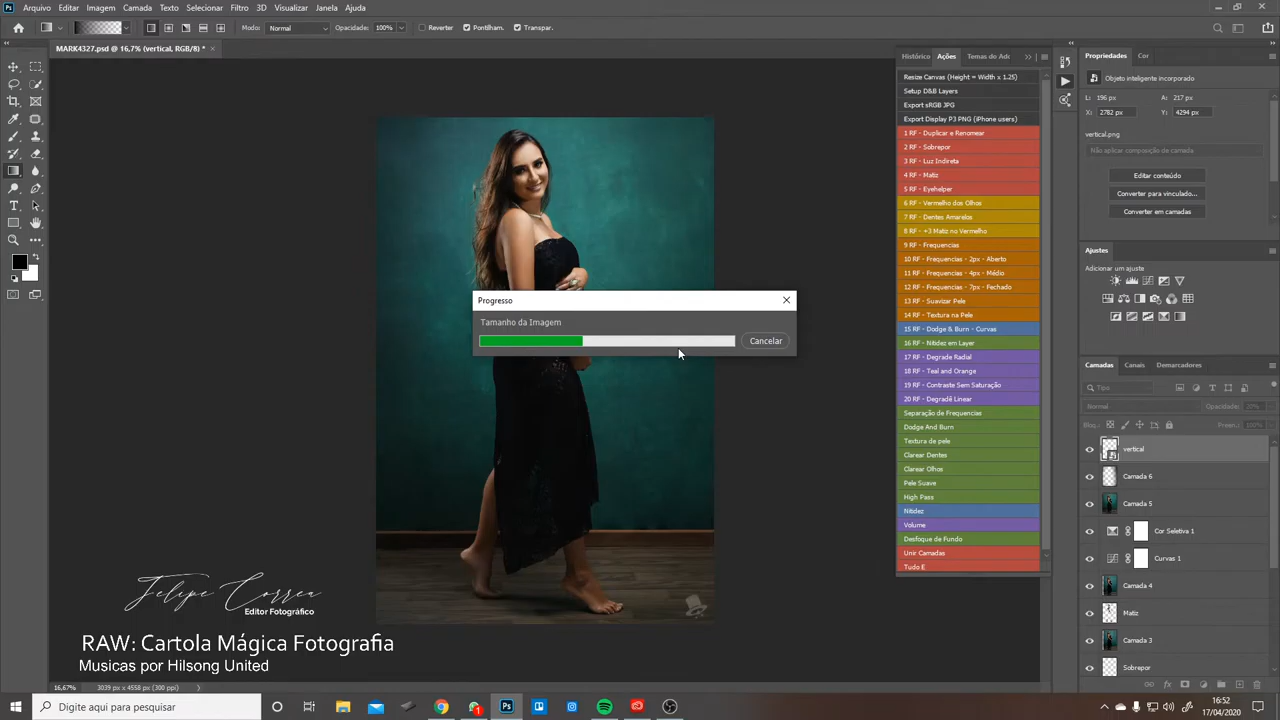 Arquivo Editar Imagem Camada Texto Selecionar Filtro 3D Visualizar Janela Ajuda
Modo: Normal Opacidade: 100% Reverter Pontilham. Transpar.
MARK4327.psd @ 16,7% (vertical, RGB/8) *
Histórico Ações
Resize Canvas (Height = Width x 1.25)
Setup D&B Layers
Export sRGB JPG
Export Display P3 PNG (iPhone users)
1 RF - Duplicar e Renomear
2 RF - Sobrepor
3 RF - Luz Indireta
4 RF - Matiz
5 RF - Eyehelper
6 RF - Vermelho dos Olhos
7 RF - Dentes Amarelos
8 RF - +3 Matiz no Vermelho
9 RF - Frequencias
10 RF - Frequencias - 2px - Aberto
11 RF - Frequencias - 4px - Médio
12 RF - Frequencias - 7px - Fechado
13 RF - Suavizar Pele
14 RF - Textura na Pele
15 RF - Dodge & Burn - Curvas
16 RF - Nitidez em Layer
17 RF - Degrade Radial
18 RF - Teal and Orange
19 RF - Contraste Sem Saturação
20 RF - Degradê Linear
Separação de Frequencias
Dodge And Burn
Textura de pele
Clarear Dentes
Clarear Olhos
Pele Suave
High Pass
Nitidez
Volume
Desfoque de Fundo
Unir Camadas
Tudo E
Propriedades Cor
Objeto inteligente incorporado
L: 196 px A: 217 px
X: 2782 px Y: 4294 px
vertical.png
Não aplicar composição de camada
Editar conteúdo
Converter para vinculado...
Converter em camadas
Ajustes
Adicionar um ajuste
Camadas Canais Demarcadores
Tipo
Normal Opacidade:
vertical
Camada 6
Camada 5
Cor Seletiva 1
Curvas 1
Camada 4
Matiz
Camada 3
Sobrepor
Progresso
Tamanho da Imagem
Cancelar
Felipe Correa
Editor Fotográfico
RAW: Cartola Mágica Fotografia
Musicas por Hilsong United
16,67% 3039 px x 4558 px (300 ppi)
Digite aqui para pesquisar
16:52
17/04/2020